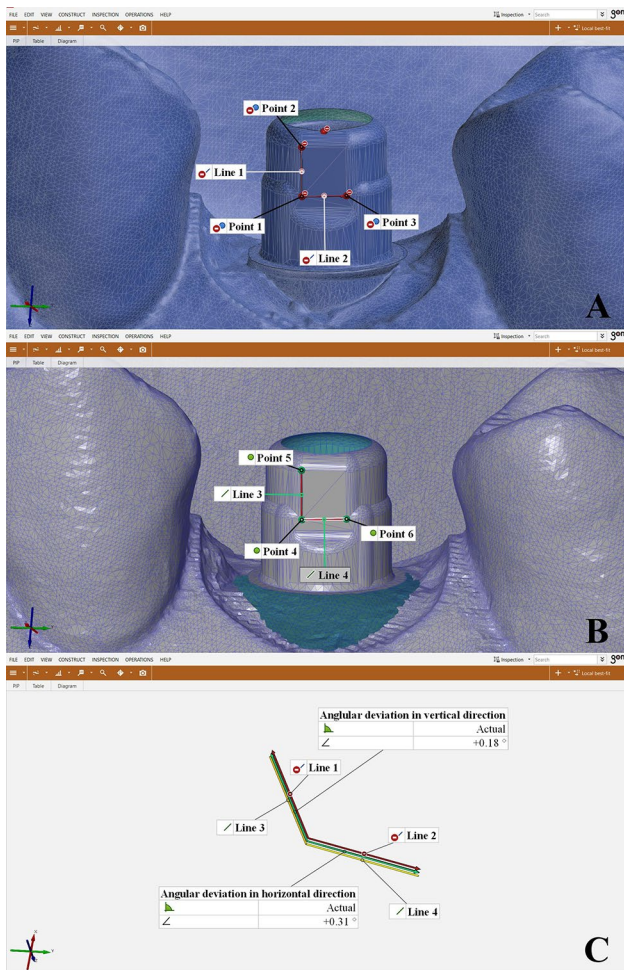 FILE EDIT VIEW CONSTRUCT INSPECTION OPERATIONS HELP
Inspection Search gom
Local best-fit
PIP Table Diagram
Point 2
Line 1
Point 1
Point 3
Line 2
A
FILE EDIT VIEW CONSTRUCT INSPECTION OPERATIONS HELP
Inspection Search gom
Local best-fit
PIP Table Diagram
Point 5
Line 3
Point 4
Point 6
Line 4
B
FILE EDIT VIEW CONSTRUCT INSPECTION OPERATIONS HELP
Inspection Search gom
Local best-fit
PIP Table Diagram
Anglular deviation in vertical direction
Actual
+0.18 °
Line 1
Line 3
Line 2
Angular deviation in horizontal direction
Actual
+0.31 °
Line 4
C